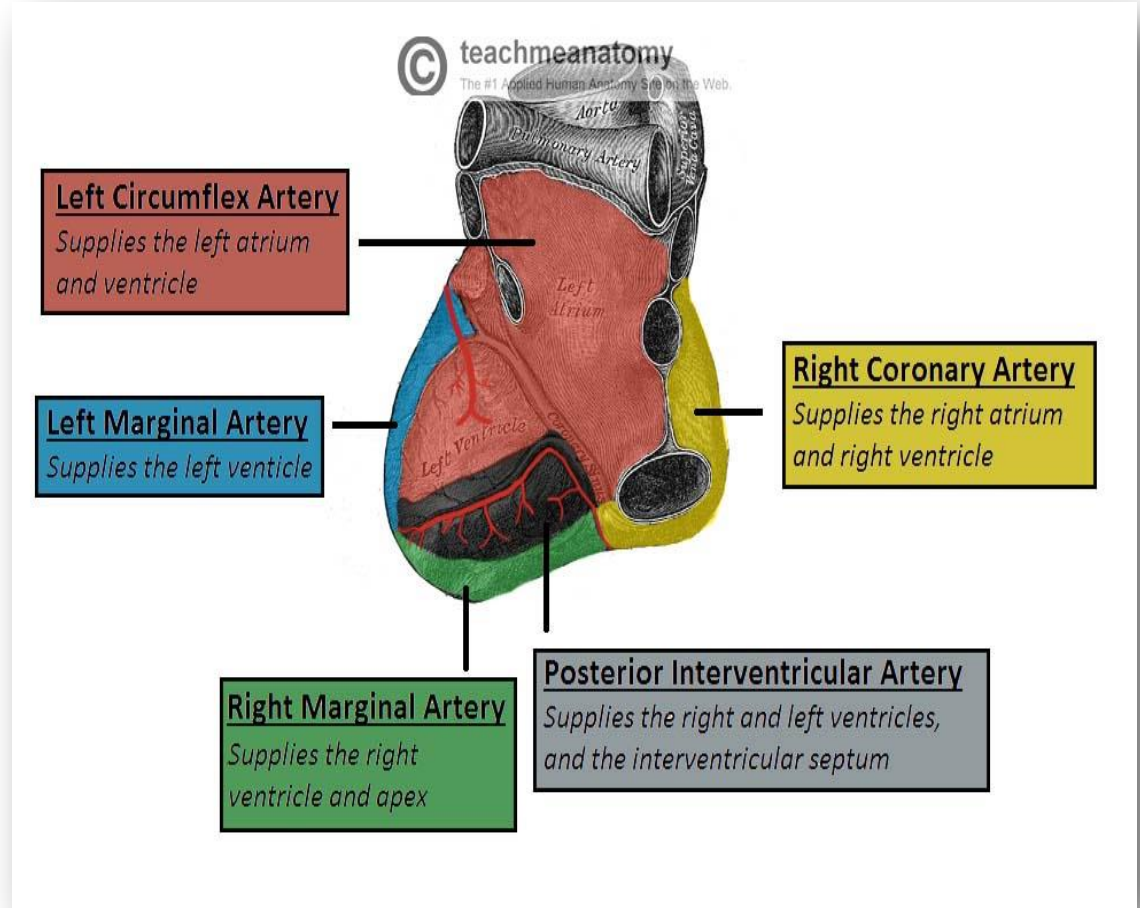 ©
teachmeanatomy
The #1 Applied Human Anatomy Site on the Web.
Aorta
Pulmonary Artery
Superior
Vena Cava
Left Circumflex Artery
Supplies the left atrium
and ventricle
Left
Atrium
Right Coronary Artery
Supplies the right atrium
and right ventricle
Left Marginal Artery
Supplies the left venticle
Left Ventricle
Coronary Sinus
Posterior Interventricular Artery
Supplies the right and left ventricles,
and the interventricular septum
Right Marginal Artery
Supplies the right
ventricle and apex